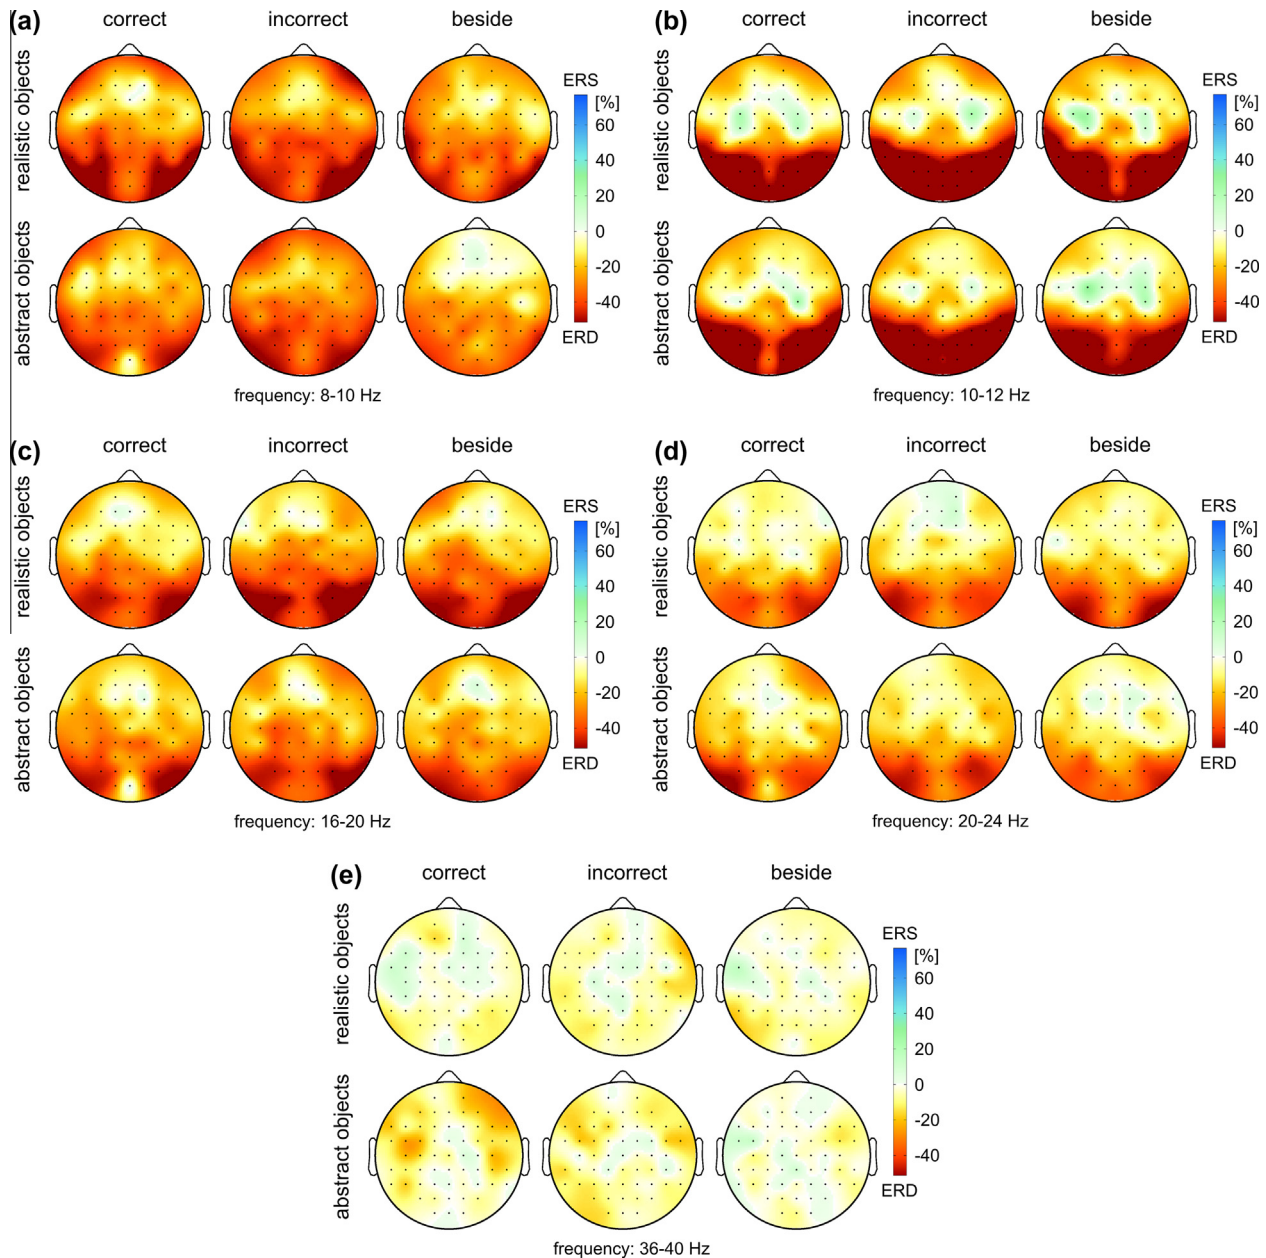 (a) correct incorrect beside
realistic objects
abstract objects
ERS
[%]
60
40
20
0
-20
-40
ERD
frequency: 8-10 Hz
(b) correct incorrect beside
realistic objects
abstract objects
ERS
[%]
60
40
20
0
-20
-40
ERD
frequency: 10-12 Hz
(c) correct incorrect beside
realistic objects
abstract objects
ERS
[%]
60
40
20
0
-20
-40
ERD
frequency: 16-20 Hz
(d) correct incorrect beside
realistic objects
abstract objects
ERS
[%]
60
40
20
0
-20
-40
ERD
frequency: 20-24 Hz
(e) correct incorrect beside
realistic objects
abstract objects
ERS
[%]
60
40
20
0
-20
-40
ERD
frequency: 36-40 Hz